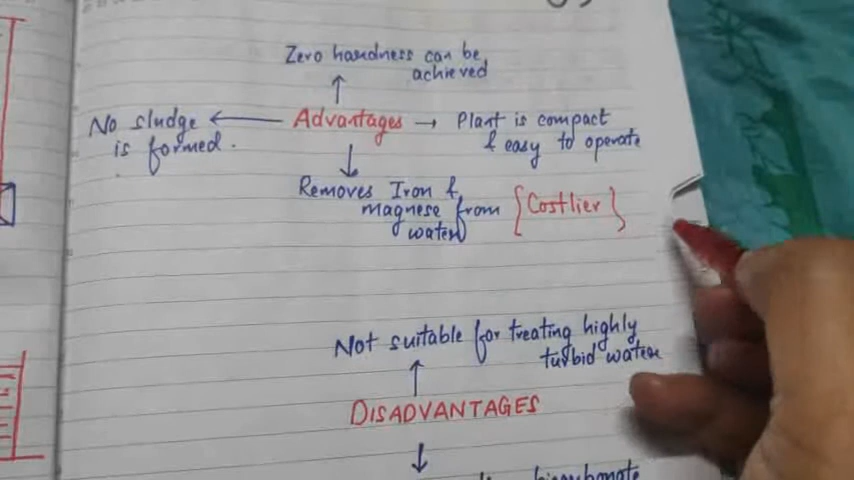 Zero hardness can be
achieved
No sludge
is formed.
Advantages
Plant is compact
& easy to operate
Removes Iron &
magnese from
water
{Costlier}
Not suitable for treating highly
turbid water
DISADVANTAGES
bicarbonate